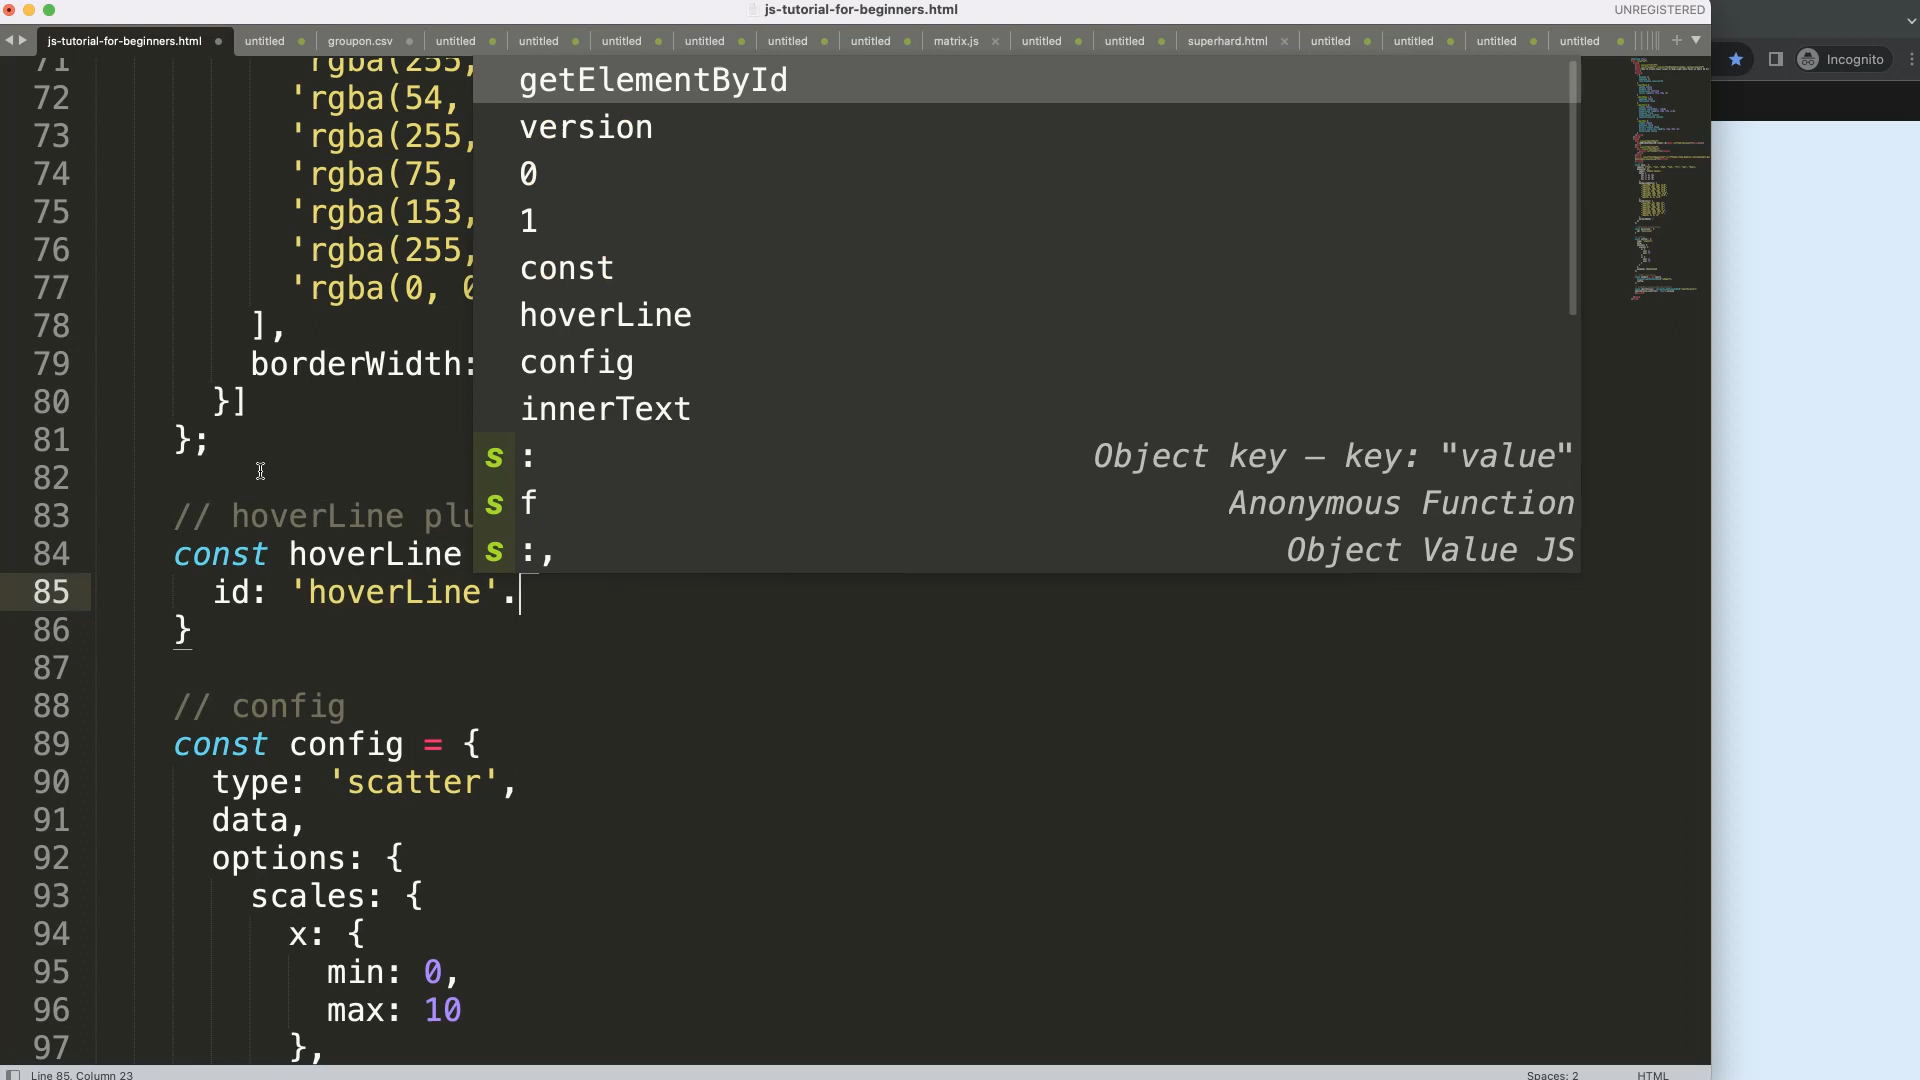 js-tutorial-for-beginners.html
UNREGISTERED
js-tutorial-for-beginners.html untitled groupon.csv untitled untitled untitled untitled untitled untitled matrix.js untitled untitled superhard.html untitled untitled untitled untitled
Incognito
71 'rgba(255,
72 'rgba(54,
73 'rgba(255,
74 'rgba(75,
75 'rgba(153,
76 'rgba(255,
77 'rgba(0, 0
78 ],
79 borderWidth:
80 }]
81 };
82
83 // hoverLine plu
84 const hoverLine
85 id: 'hoverLine'.
86 }
87
88 // config
89 const config = {
90 type: 'scatter',
91 data,
92 options: {
93 scales: {
94 x: {
95 min: 0,
96 max: 10
97 },
getElementById
version
0
1
const
hoverLine
config
innerText
s : Object key — key: "value"
s f Anonymous Function
s :, Object Value JS
Line 85, Column 23
Spaces: 2
HTML